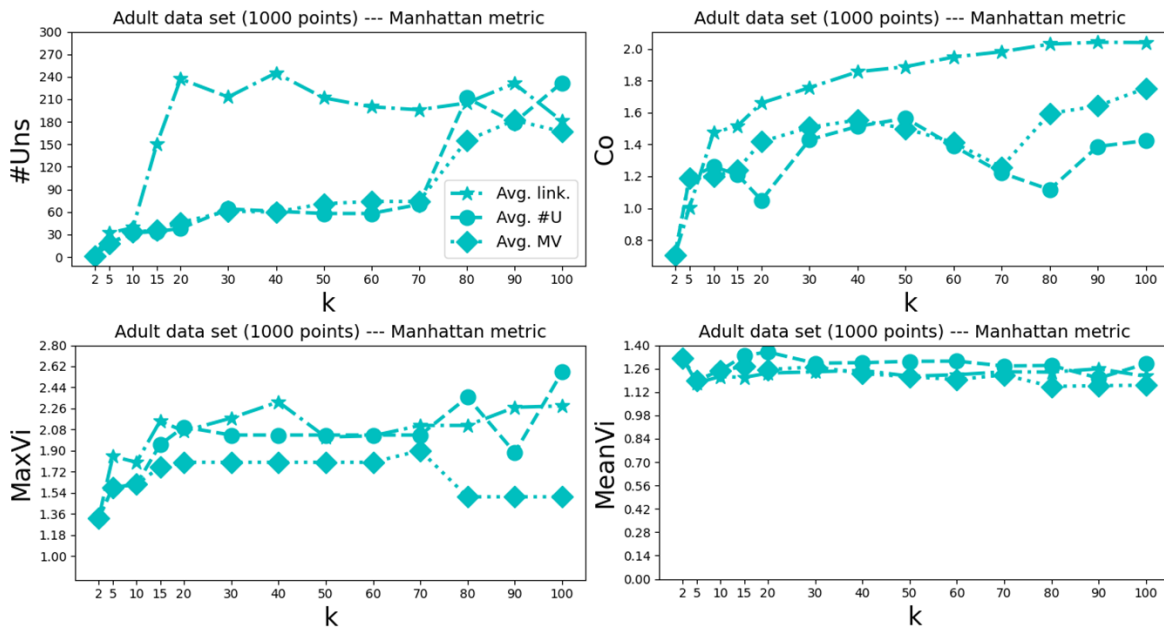 Adult data set (1000 points) --- Manhattan metric
300
270
240
210
180
150
120
90
60
30
0
#Uns
Avg. link.
Avg. #U
Avg. MV
2 5 10 15 20 30 40 50 60 70 80 90 100
k
Adult data set (1000 points) --- Manhattan metric
2.0
1.8
1.6
1.4
1.2
1.0
0.8
Co
2 5 10 15 20 30 40 50 60 70 80 90 100
k
Adult data set (1000 points) --- Manhattan metric
2.80
2.62
2.44
2.26
2.08
1.90
1.72
1.54
1.36
1.18
1.00
MaxVi
2 5 10 15 20 30 40 50 60 70 80 90 100
k
Adult data set (1000 points) --- Manhattan metric
1.40
1.26
1.12
0.98
0.84
0.70
0.56
0.42
0.28
0.14
0.00
MeanVi
2 5 10 15 20 30 40 50 60 70 80 90 100
k